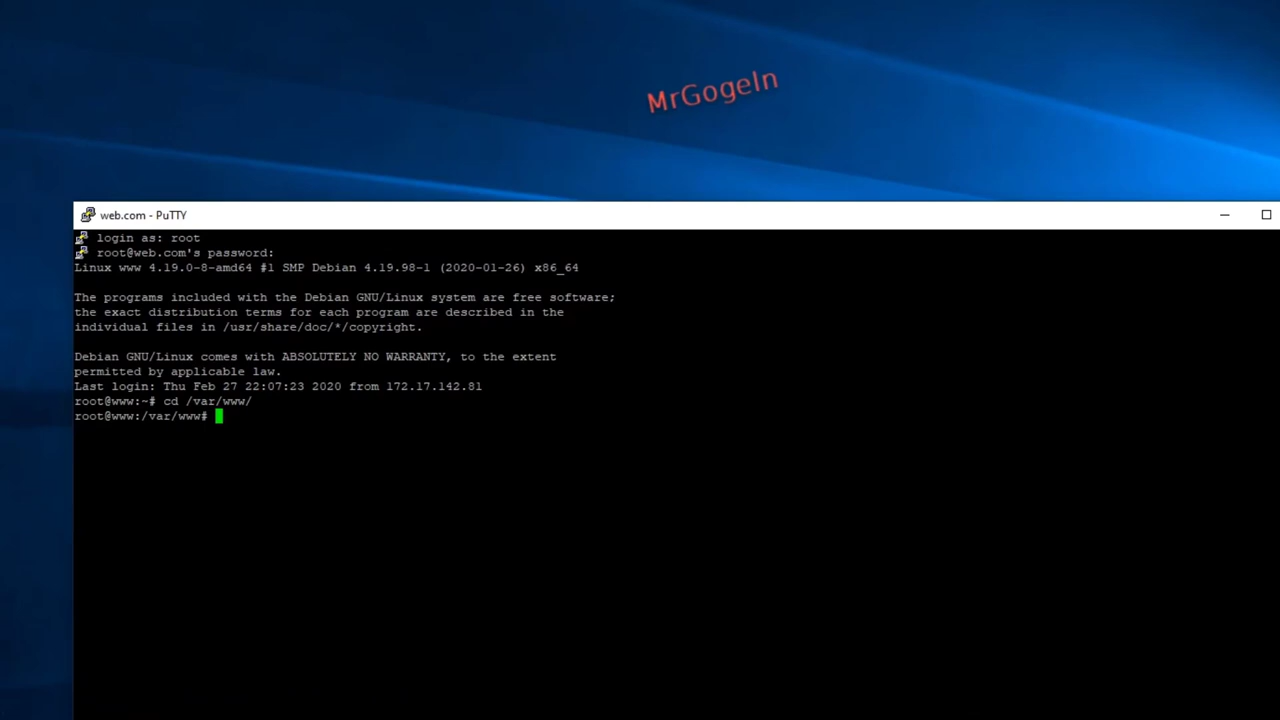 MrGogeIn
web.com - PuTTY
login as: root
root@web.com's password:
Linux www 4.19.0-8-amd64 #1 SMP Debian 4.19.98-1 (2020-01-26) x86_64
The programs included with the Debian GNU/Linux system are free software;
the exact distribution terms for each program are described in the
individual files in /usr/share/doc/*/copyright.
Debian GNU/Linux comes with ABSOLUTELY NO WARRANTY, to the extent
permitted by applicable law.
Last login: Thu Feb 27 22:07:23 2020 from 172.17.142.81
root@www:~# cd /var/www/
root@www:/var/www#